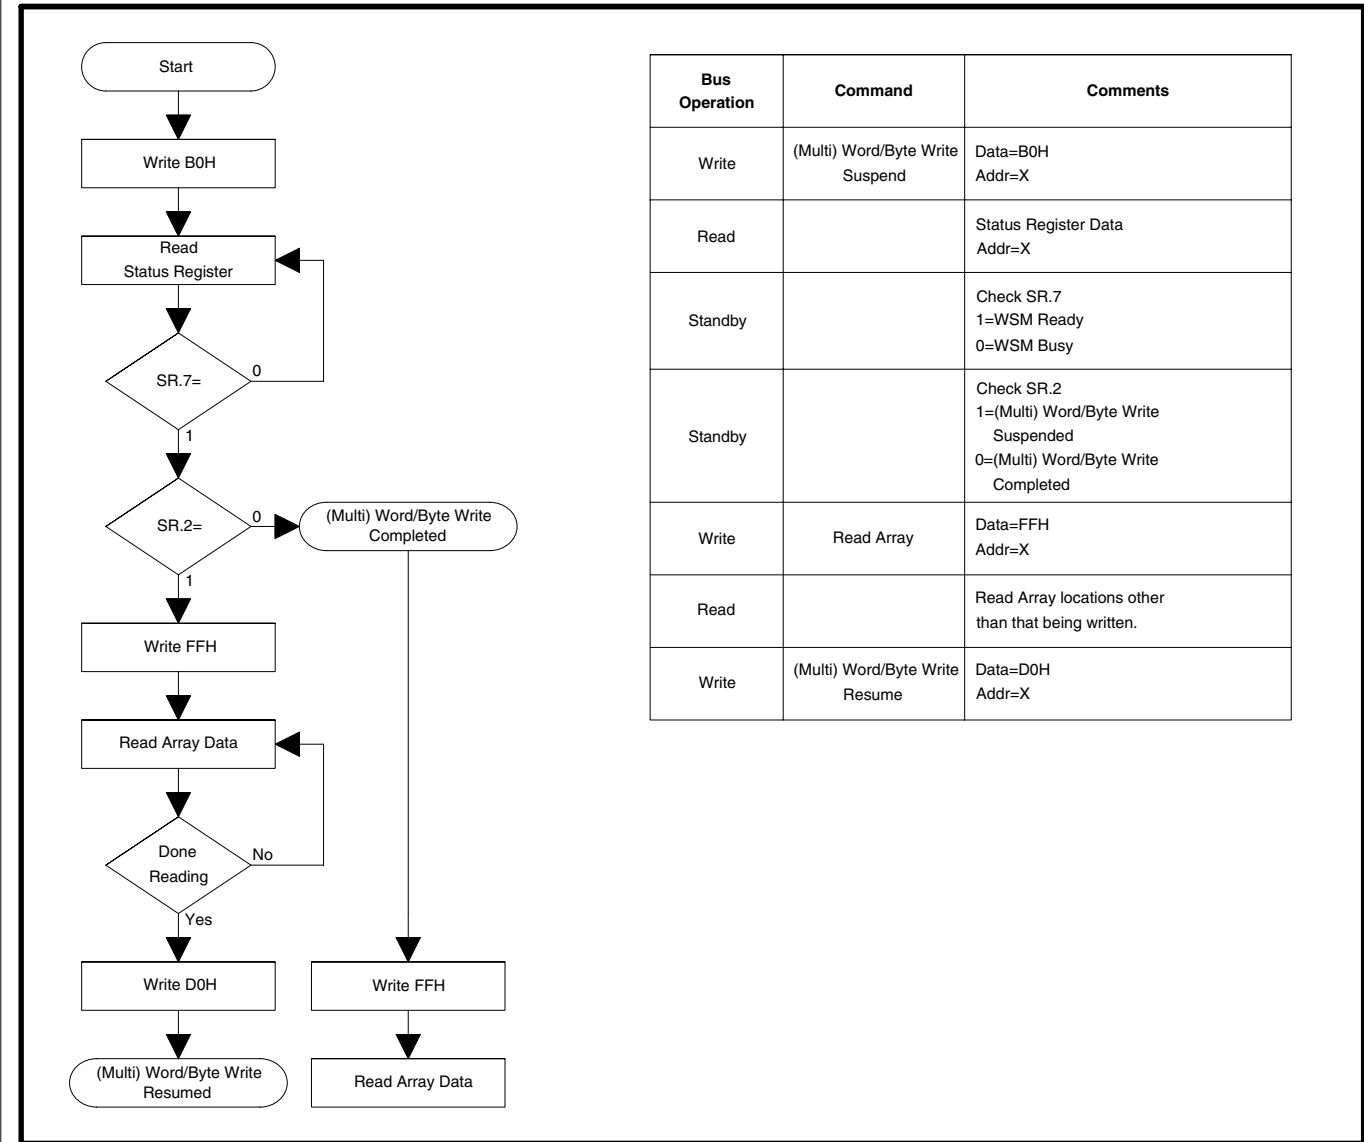 Start
Write B0H
Read
Status Register
SR.7=
0
1
SR.2=
0
(Multi) Word/Byte Write
Completed
1
Write FFH
Read Array Data
Done
Reading
No
Yes
Write D0H
Write FFH
(Multi) Word/Byte Write
Resumed
Read Array Data
Bus
Operation
Command
Comments
Write
(Multi) Word/Byte Write
Suspend
Data=B0H
Addr=X
Read
Status Register Data
Addr=X
Standby
Check SR.7
1=WSM Ready
0=WSM Busy
Standby
Check SR.2
1=(Multi) Word/Byte Write
Suspended
0=(Multi) Word/Byte Write
Completed
Write
Read Array
Data=FFH
Addr=X
Read
Read Array locations other
than that being written.
Write
(Multi) Word/Byte Write
Resume
Data=D0H
Addr=X